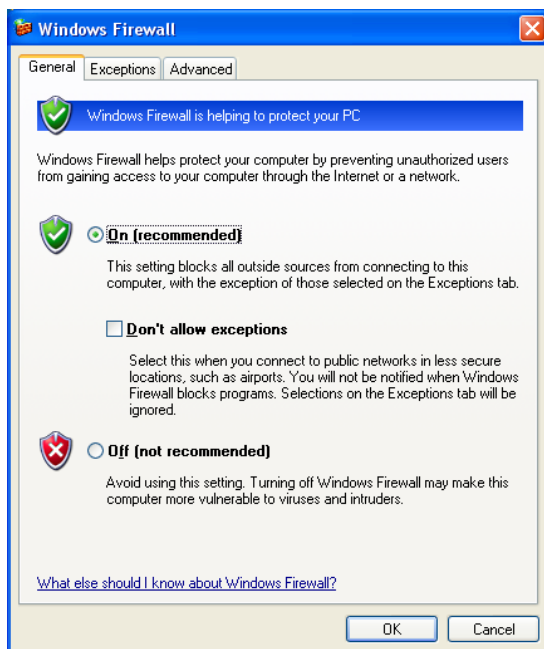 Windows Firewall
General Exceptions Advanced
Windows Firewall is helping to protect your PC
Windows Firewall helps protect your computer by preventing unauthorized users
from gaining access to your computer through the Internet or a network.
On (recommended)
This setting blocks all outside sources from connecting to this
computer, with the exception of those selected on the Exceptions tab.
Don't allow exceptions
Select this when you connect to public networks in less secure
locations, such as airports. You will not be notified when Windows
Firewall blocks programs. Selections on the Exceptions tab will be
ignored.
Off (not recommended)
Avoid using this setting. Turning off Windows Firewall may make this
computer more vulnerable to viruses and intruders.
What else should I know about Windows Firewall?
OK Cancel